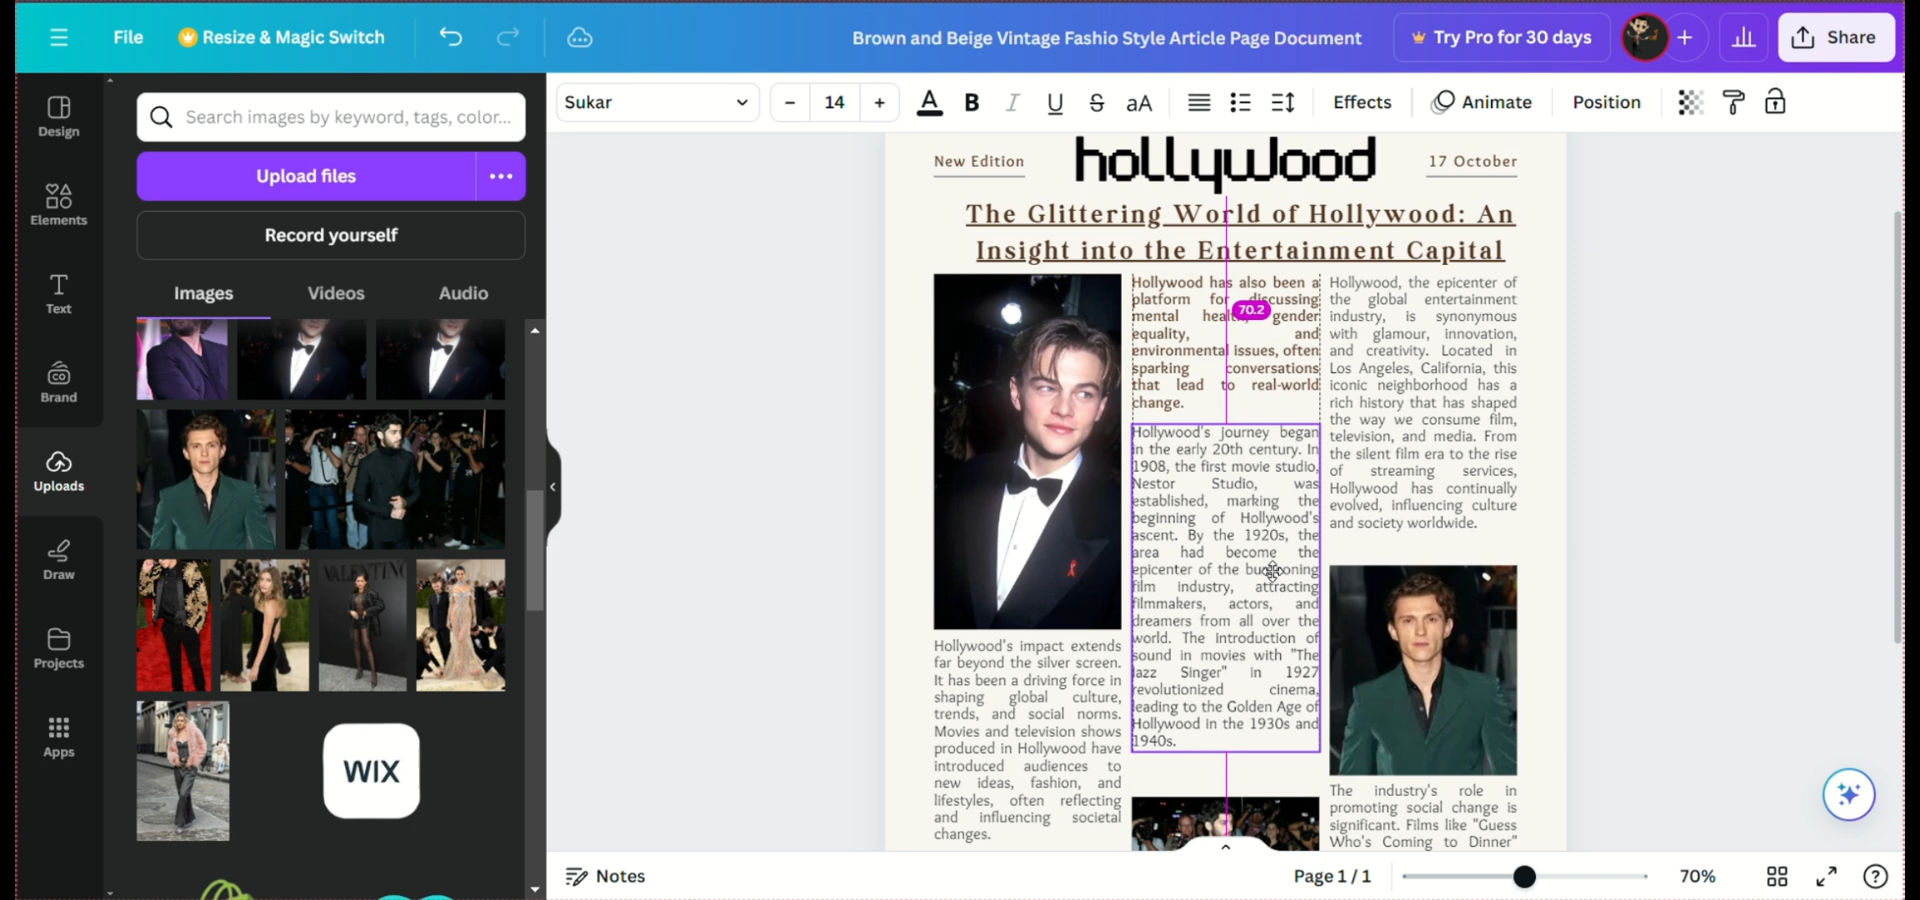 File
Resize & Magic Switch
Brown and Beige Vintage Fashio Style Article Page Document
Try Pro for 30 days
Share
Design
Elements
Text
Brand
Uploads
Draw
Projects
Apps
Search images by keyword, tags, color...
Upload files
Record yourself
Images
Videos
Audio
VALENTINO
WIX
Sukar
14
aA
Effects
Animate
Position
New Edition
hollywood
17 October
The Glittering World of Hollywood: An
Insight into the Entertainment Capital
Hollywood's impact extends
far beyond the silver screen.
It has been a driving force in
shaping global culture,
trends, and social norms.
Movies and television shows
produced in Hollywood have
introduced audiences to
new ideas, fashion, and
lifestyles, often reflecting
and influencing societal
changes.
Hollywood has also been a
platform for discussing
mental health, gender
equality, and
environmental issues, often
sparking conversations
that lead to real-world
change.
70.2
Hollywood's journey began
in the early 20th century. In
1908, the first movie studio,
Nestor Studio, was
established, marking the
beginning of Hollywood's
ascent. By the 1920s, the
area had become the
epicenter of the burgeoning
film industry, attracting
filmmakers, actors, and
dreamers from all over the
world. The introduction of
sound in movies with "The
Jazz Singer" in 1927
revolutionized cinema,
leading to the Golden Age of
Hollywood in the 1930s and
1940s.
Hollywood, the epicenter of
the global entertainment
industry, is synonymous
with glamour, innovation,
and creativity. Located in
Los Angeles, California, this
iconic neighborhood has a
rich history that has shaped
the way we consume film,
television, and media. From
the silent film era to the rise
of streaming services,
Hollywood has continually
evolved, influencing culture
and society worldwide.
The industry's role in
promoting social change is
significant. Films like "Guess
Who's Coming to Dinner"
Notes
Page 1 / 1
70%